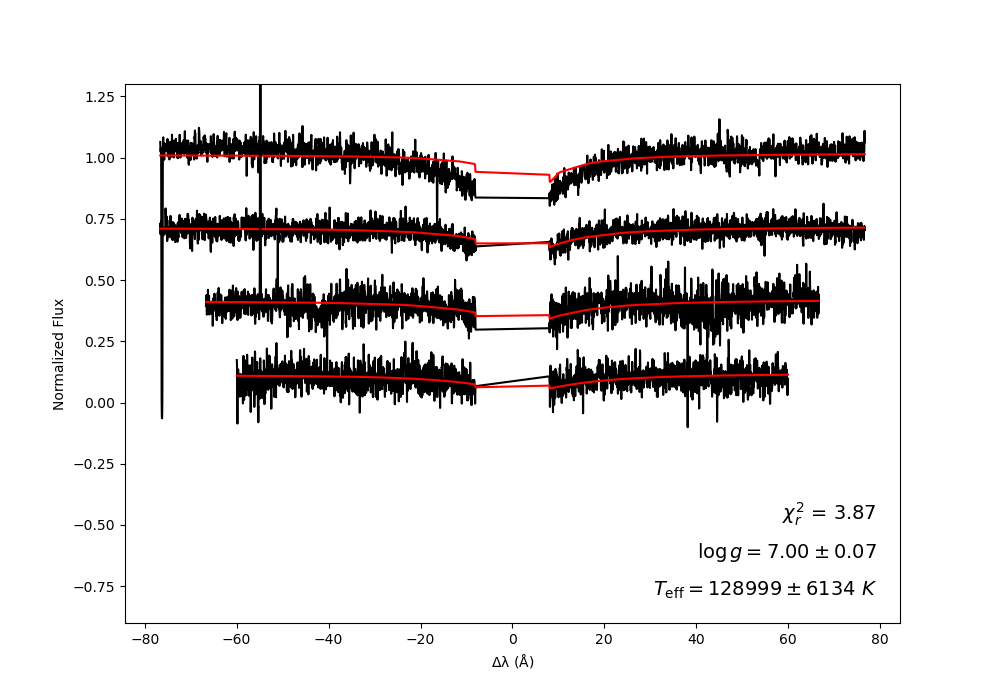 1.25
1.00
0.75
0.50
0.25
0.00
−0.25
−0.50
−0.75
Normalized Flux
χ²ᵣ = 3.87
log g = 7.00 ± 0.07
T_eff = 128999 ± 6134 K
−80 −60 −40 −20 0 20 40 60 80
Δλ (Å)